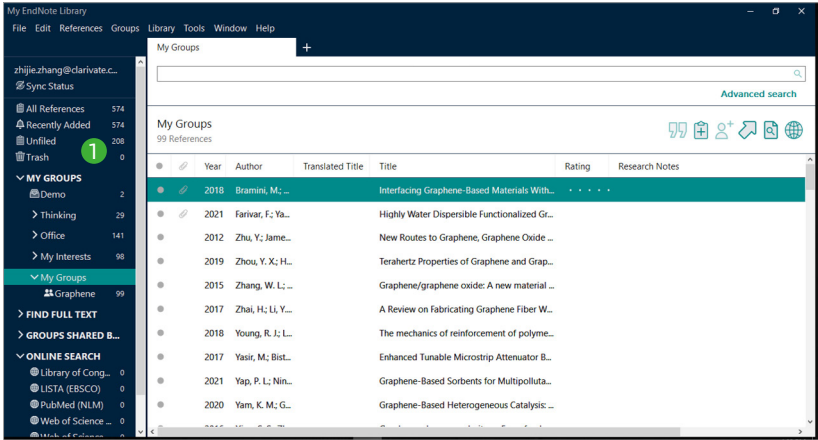 My EndNote Library
File Edit References Groups Library Tools Window Help
My Groups
zhijie.zhang@clarivate.c...
Sync Status
Advanced search
All References 574
Recently Added 574
Unfiled 208
Trash 0
1
MY GROUPS
Demo 2
Thinking 29
Office 141
My Interests 98
My Groups
Graphene 99
FIND FULL TEXT
GROUPS SHARED B...
ONLINE SEARCH
Library of Cong... 0
LISTA (EBSCO) 0
PubMed (NLM) 0
Web of Science ... 0
Web of Science 0
My Groups
99 References
Year Author Translated Title Title Rating Research Notes
2018 Bramini, M.; ... Interfacing Graphene-Based Materials With...
2021 Farivar, F.; Ya... Highly Water Dispersible Functionalized Gr...
2012 Zhu, Y.; Jame... New Routes to Graphene, Graphene Oxide ...
2019 Zhou, Y. X.; H... Terahertz Properties of Graphene and Grap...
2015 Zhang, W. L.; ... Graphene/graphene oxide: A new material ...
2017 Zhai, H.; Li, Y.... A Review on Fabricating Graphene Fiber W...
2018 Young, R. J.; L... The mechanics of reinforcement of polyme...
2017 Yasir, M.; Bist... Enhanced Tunable Microstrip Attenuator B...
2021 Yap, P. L.; Nin... Graphene-Based Sorbents for Multipolluta...
2020 Yam, K. M.; G... Graphene-Based Heterogeneous Catalysis: ...